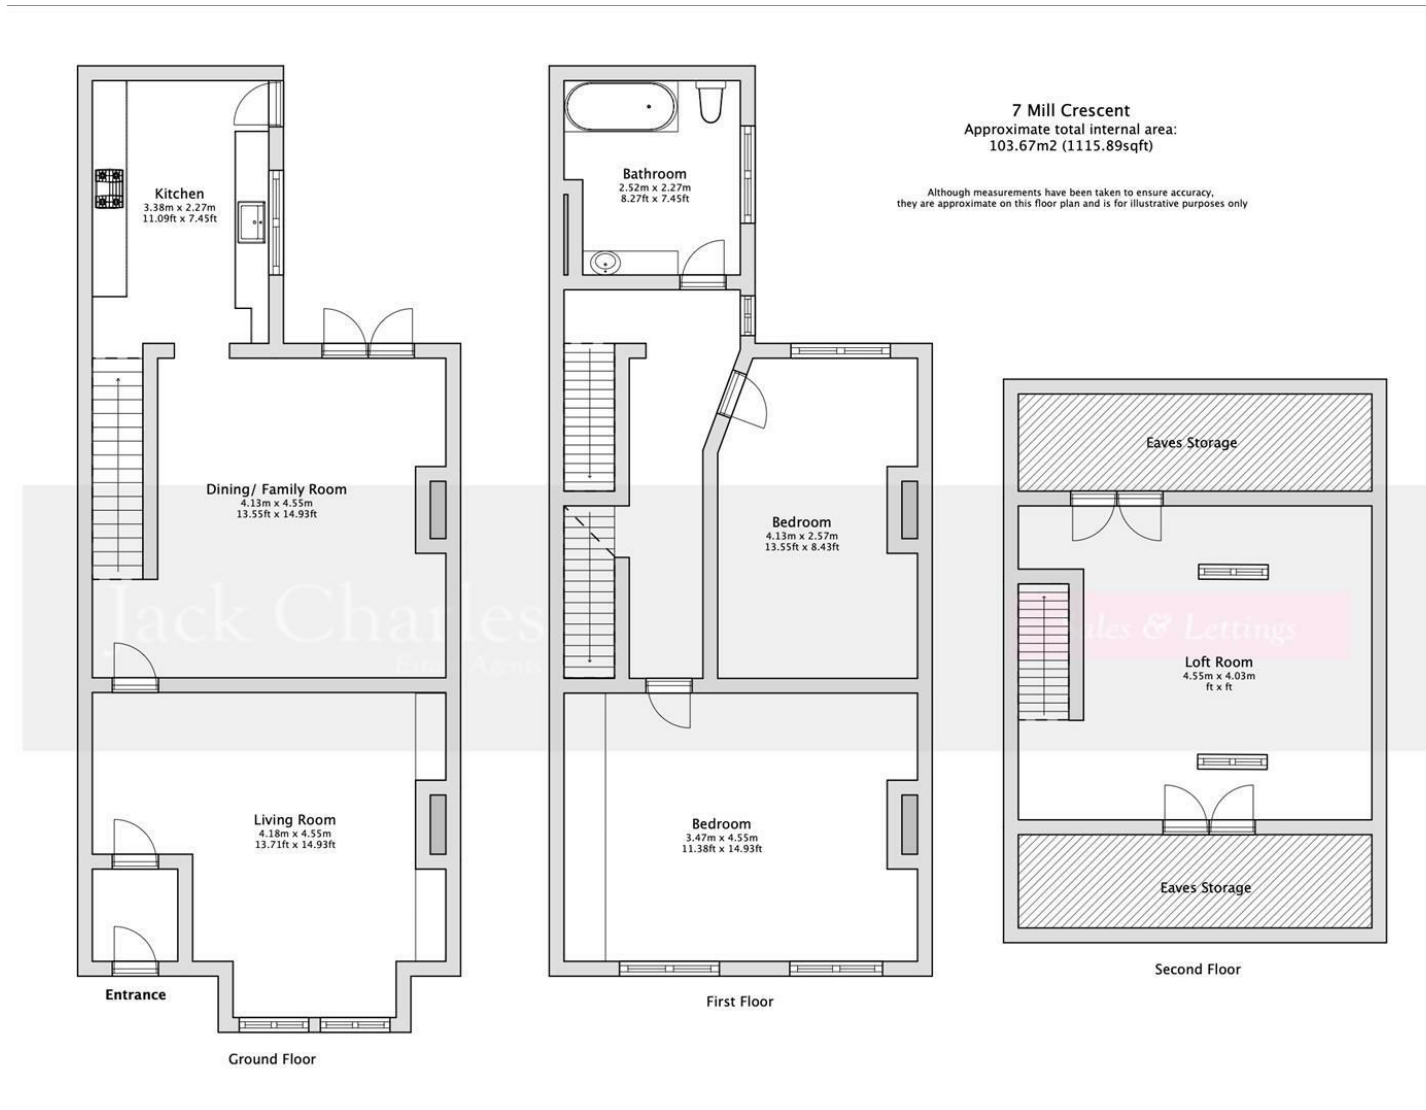 7 Mill Crescent
Approximate total internal area:
103.67m2 (1115.89sqft)
Although measurements have been taken to ensure accuracy,
they are approximate on this floor plan and is for illustrative purposes only
Kitchen
3.38m x 2.27m
11.09ft x 7.45ft
Dining/ Family Room
4.13m x 4.55m
13.55ft x 14.93ft
Living Room
4.18m x 4.55m
13.71ft x 14.93ft
Entrance
Ground Floor
Bathroom
2.52m x 2.27m
8.27ft x 7.45ft
Bedroom
4.13m x 2.57m
13.55ft x 8.43ft
Bedroom
3.47m x 4.55m
11.38ft x 14.93ft
First Floor
Eaves Storage
Loft Room
4.55m x 4.03m
ft x ft
Eaves Storage
Second Floor
Jack Charles
Estate Agents
Sales & Lettings